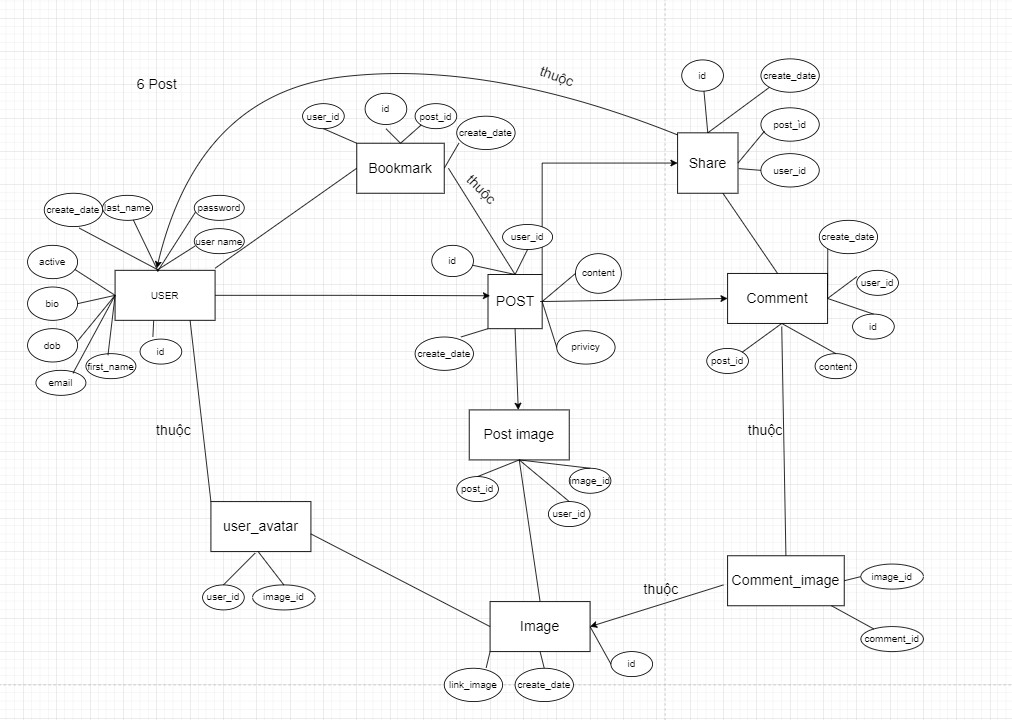 6 Post
thuộc
id
create_date
post_id
user_id
Share
user_id
id
post_id
create_date
Bookmark
thuộc
create_date
last_name
password
user name
active
bio
dob
email
first_name
id
USER
user_id
id
content
POST
create_date
privicy
create_date
user_id
id
Comment
post_id
content
thuộc
Post image
post_id
image_id
user_id
thuộc
user_avatar
user_id
image_id
Comment_image
image_id
comment_id
thuộc
Image
link_image
create_date
id